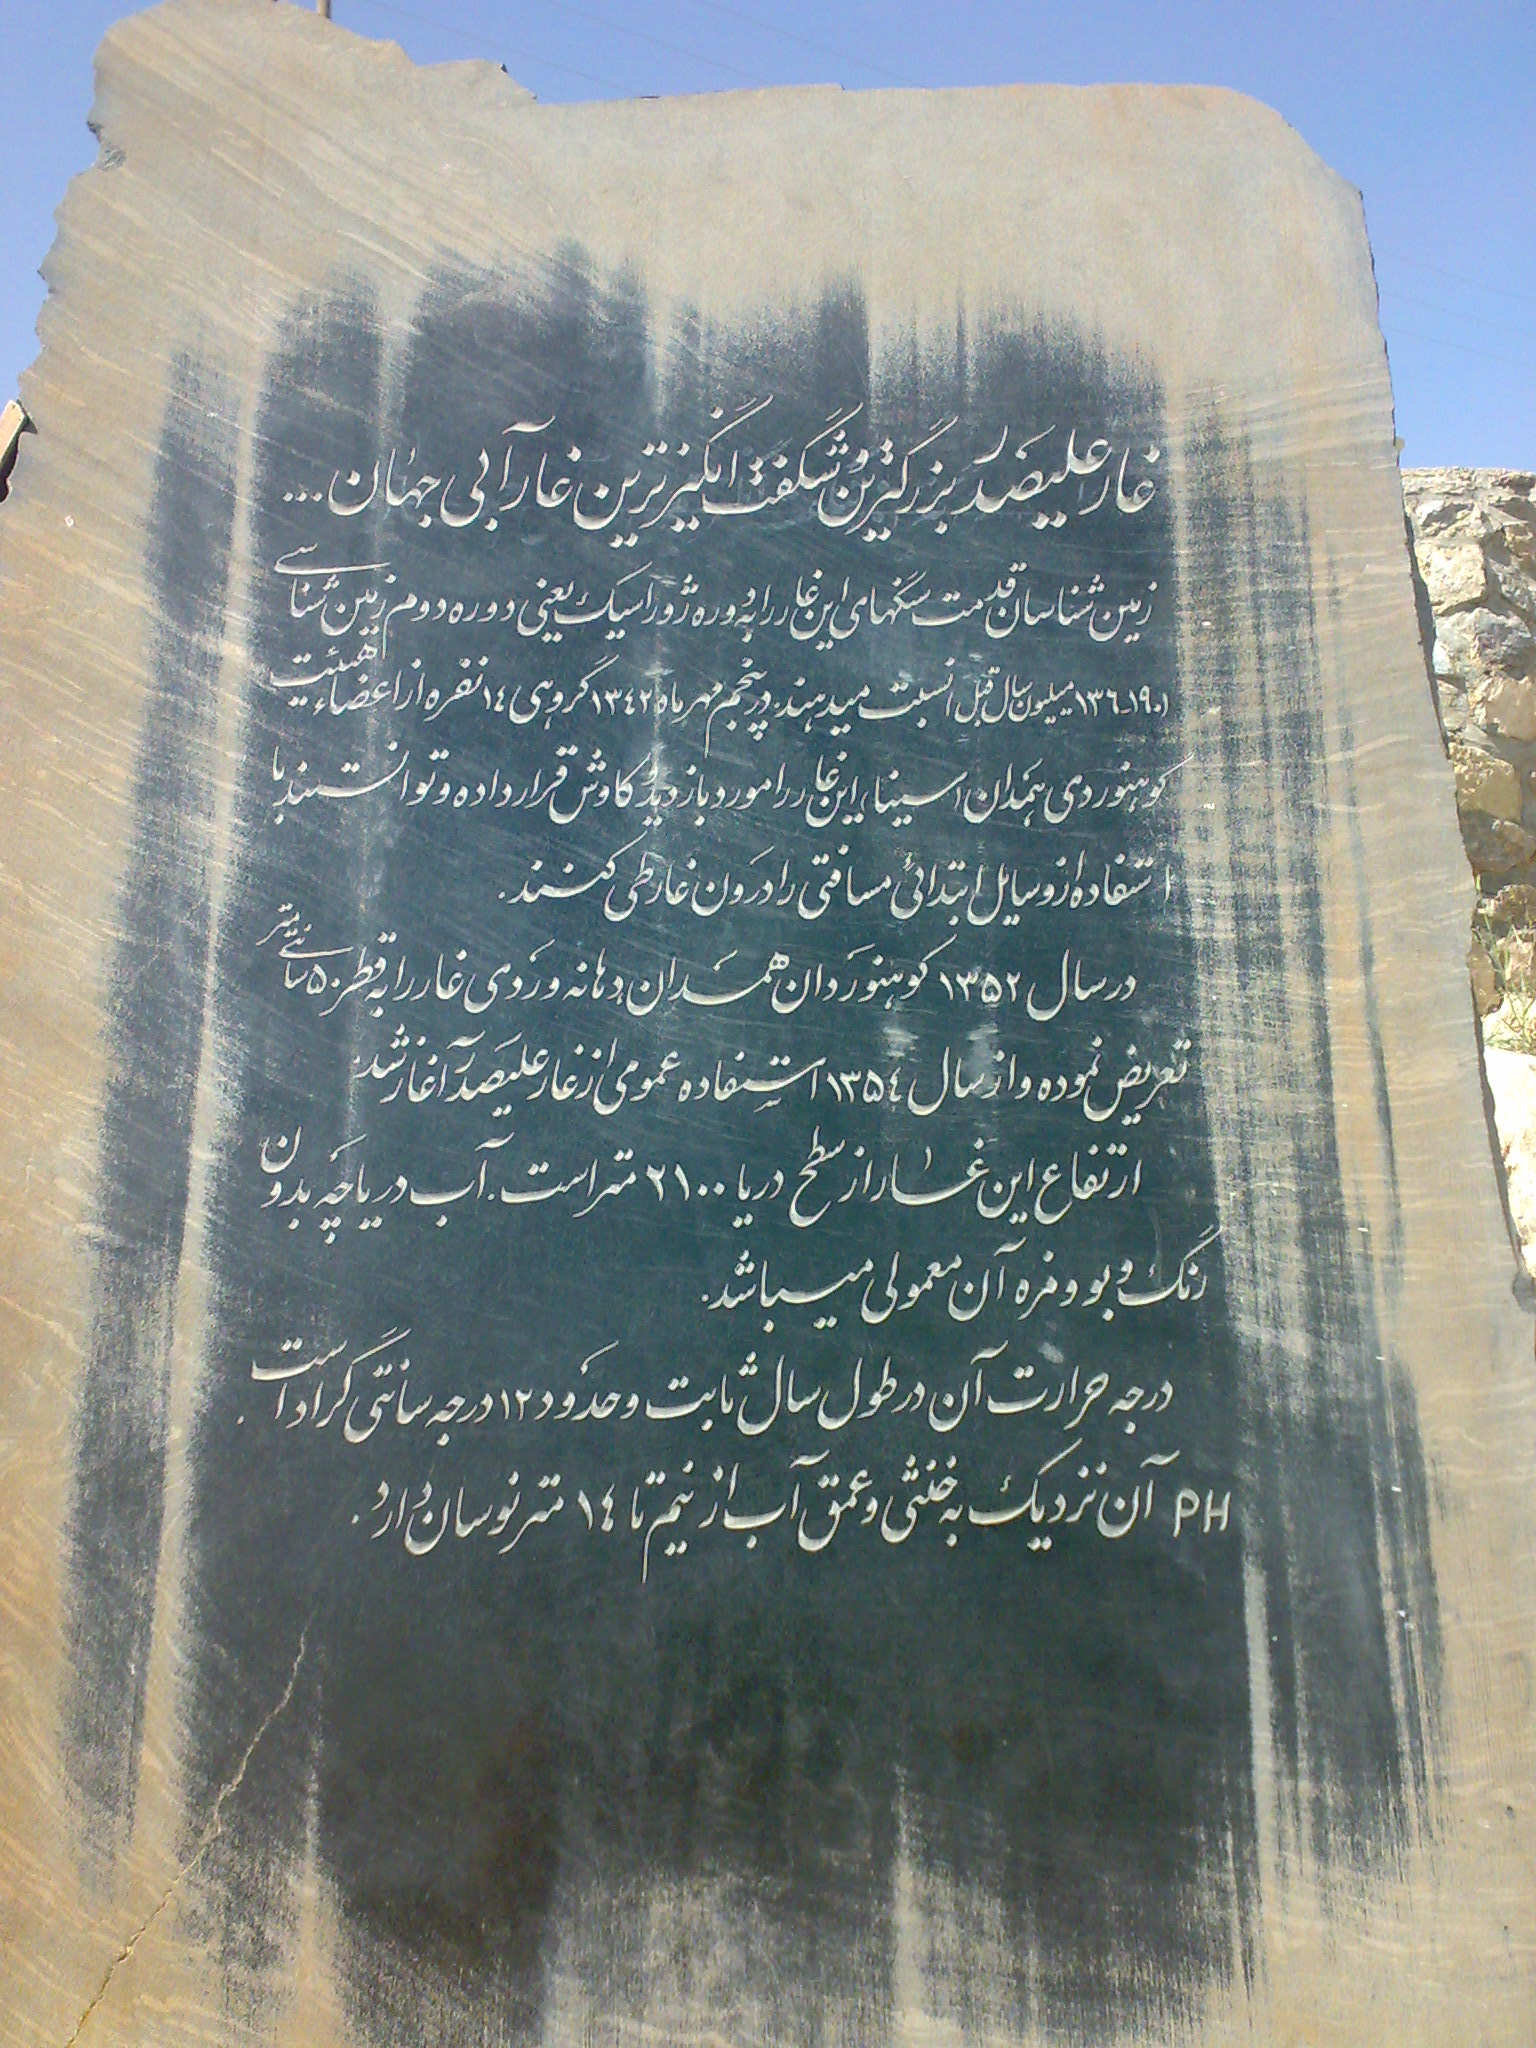 غار علیصدر بزرگترین و شگفت انگیزترین غار آبی جهان ...
زمین شناسان قدمت سنگهای این غار را به دوره ژوراسیک یعنی دوره دوم زمین شناسی
(۱۹۰-۱۳۶ میلیون سال قبل) نسبت میدهند. در پنجم مهر ماه ۱۳۴۲ گروهی ۱۴ نفره از اعضاء هیئت
کوهنوردی همدان (سینا) این غار را مورد بازدید و کاوش قرار داده و توانستند با
استفاده از وسایل ابتدائی مسافتی را درون غار طی کنند.
در سال ۱۳۵۲ کوهنوردان همدان دهانه ورودی غار را به قطر ۵۰ سانتی متر
تعریض نموده و از سال ۱۳۵۴ استفاده عمومی از غار علیصدر آغاز شد.
ارتفاع این غار از سطح دریا ۲۱۰۰ متر است. آب دریاچه بدون
رنگ و بو و مزه آن معمولی میباشد.
درجه حرارت آن در طول سال ثابت و حدود ۱۲ درجه سانتی گراد است.
PH آن نزدیک به خنثی و عمق آب از نیم تا ۱۴ متر نوسان دارد.